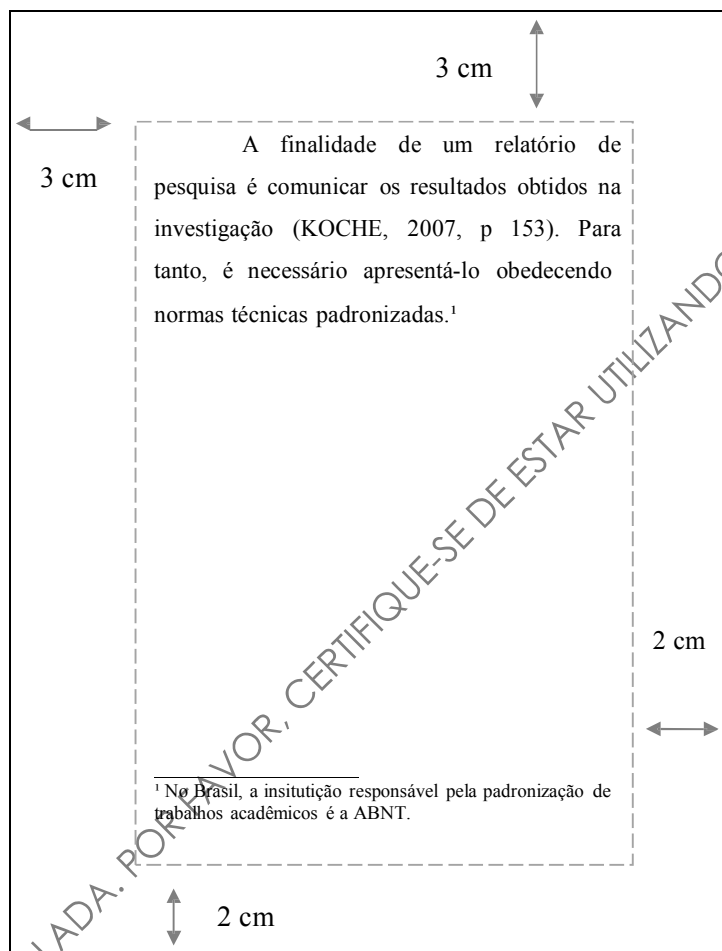 3 cm
3 cm
A finalidade de um relatório de
pesquisa é comunicar os resultados obtidos na
investigação (KOCHE, 2007, p 153). Para
tanto, é necessário apresentá-lo obedecendo
normas técnicas padronizadas.¹
2 cm
¹ No Brasil, a insitutição responsável pela padronização de
trabalhos acadêmicos é a ABNT.
2 cm
LADA. POR FAVOR, CERTIFIQUE-SE DE ESTAR UTILIZANDO